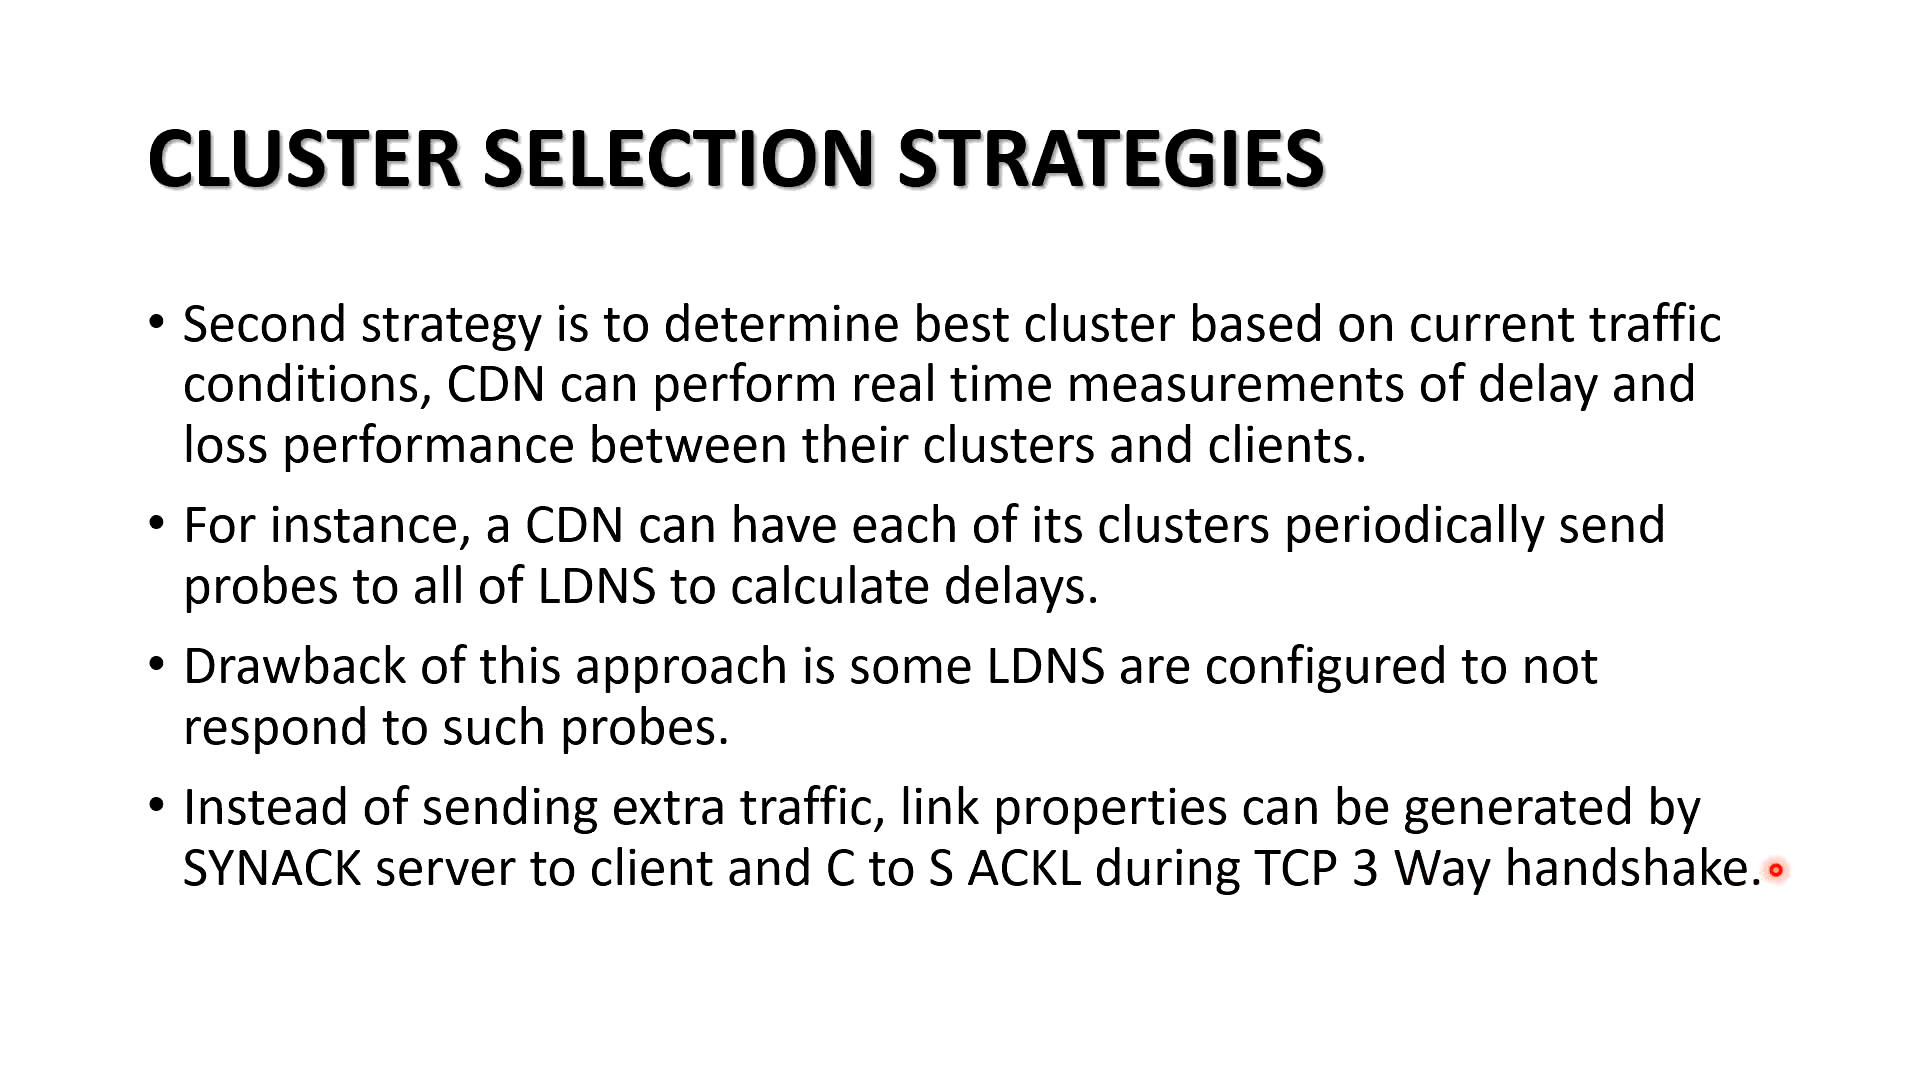 CLUSTER SELECTION STRATEGIES
• Second strategy is to determine best cluster based on current traffic
conditions, CDN can perform real time measurements of delay and
loss performance between their clusters and clients.
• For instance, a CDN can have each of its clusters periodically send
probes to all of LDNS to calculate delays.
• Drawback of this approach is some LDNS are configured to not
respond to such probes.
• Instead of sending extra traffic, link properties can be generated by
SYNACK server to client and C to S ACKL during TCP 3 Way handshake.